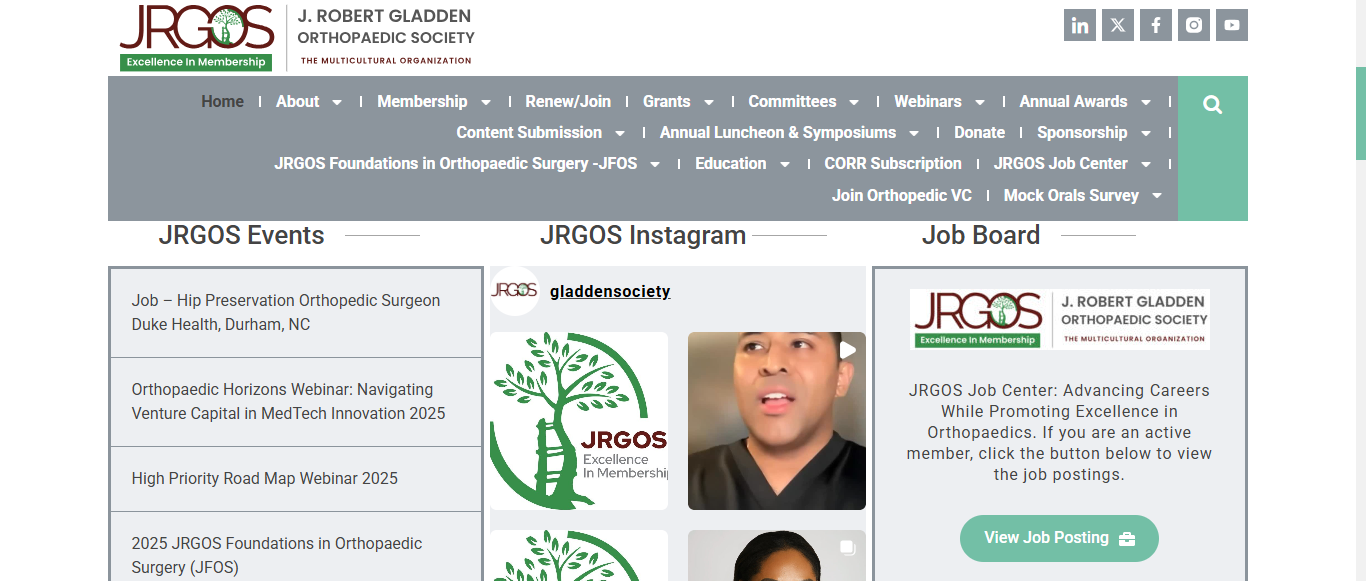 JRGOS
Excellence In Membership
J. ROBERT GLADDEN
ORTHOPAEDIC SOCIETY
THE MULTICULTURAL ORGANIZATION
Home | About | Membership | Renew/Join | Grants | Committees | Webinars | Annual Awards |
Content Submission | Annual Luncheon & Symposiums | Donate | Sponsorship |
JRGOS Foundations in Orthopaedic Surgery -JFOS | Education | CORR Subscription | JRGOS Job Center |
Join Orthopedic VC | Mock Orals Survey
JRGOS Events
Job – Hip Preservation Orthopedic Surgeon
Duke Health, Durham, NC
Orthopaedic Horizons Webinar: Navigating
Venture Capital in MedTech Innovation 2025
High Priority Road Map Webinar 2025
2025 JRGOS Foundations in Orthopaedic
Surgery (JFOS)
JRGOS Instagram
JRGOS
gladdensociety
JRGOS
Excellence
In Membershi
Job Board
JRGOS
Excellence In Membership
J. ROBERT GLADDEN
ORTHOPAEDIC SOCIETY
THE MULTICULTURAL ORGANIZATION
JRGOS Job Center: Advancing Careers
While Promoting Excellence in
Orthopaedics. If you are an active
member, click the button below to view
the job postings.
View Job Posting